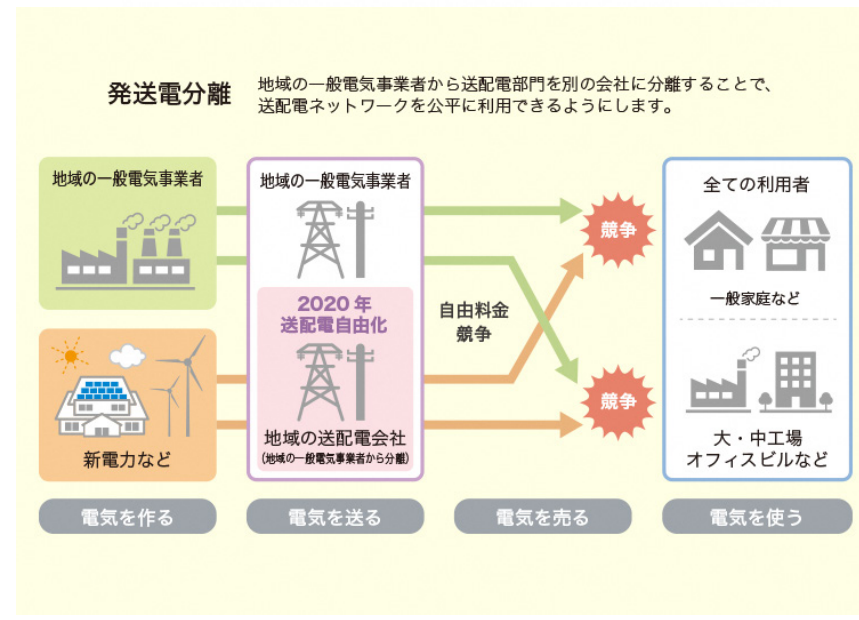 発送電分離
地域の一般電気事業者から送配電部門を別の会社に分離することで、
送配電ネットワークを公平に利用できるようにします。
地域の一般電気事業者
新電力など
電気を作る
地域の一般電気事業者
2020年
送配電自由化
地域の送配電会社
(地域の一般電気事業者から分離)
電気を送る
自由料金
競争
競争
競争
電気を売る
全ての利用者
一般家庭など
大・中工場
オフィスビルなど
電気を使う